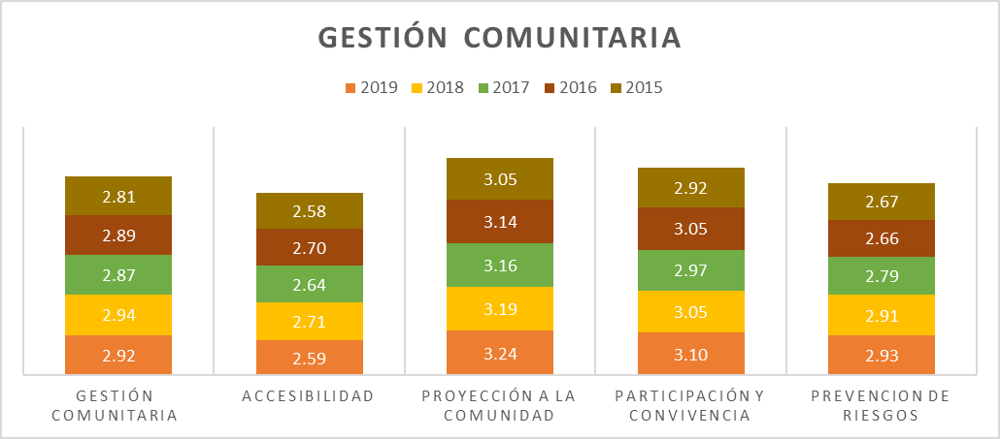 GESTIÓN COMUNITARIA
2019 2018 2017 2016 2015
2.81 2.58 3.05 2.92 2.67
2.89 2.70 3.14 3.05 2.66
2.87 2.64 3.16 2.97 2.79
2.94 2.71 3.19 3.05 2.91
2.92 2.59 3.24 3.10 2.93
GESTIÓN
COMUNITARIA
ACCESIBILIDAD
PROYECCIÓN A LA
COMUNIDAD
PARTICIPACIÓN Y
CONVIVENCIA
PREVENCION DE
RIESGOS